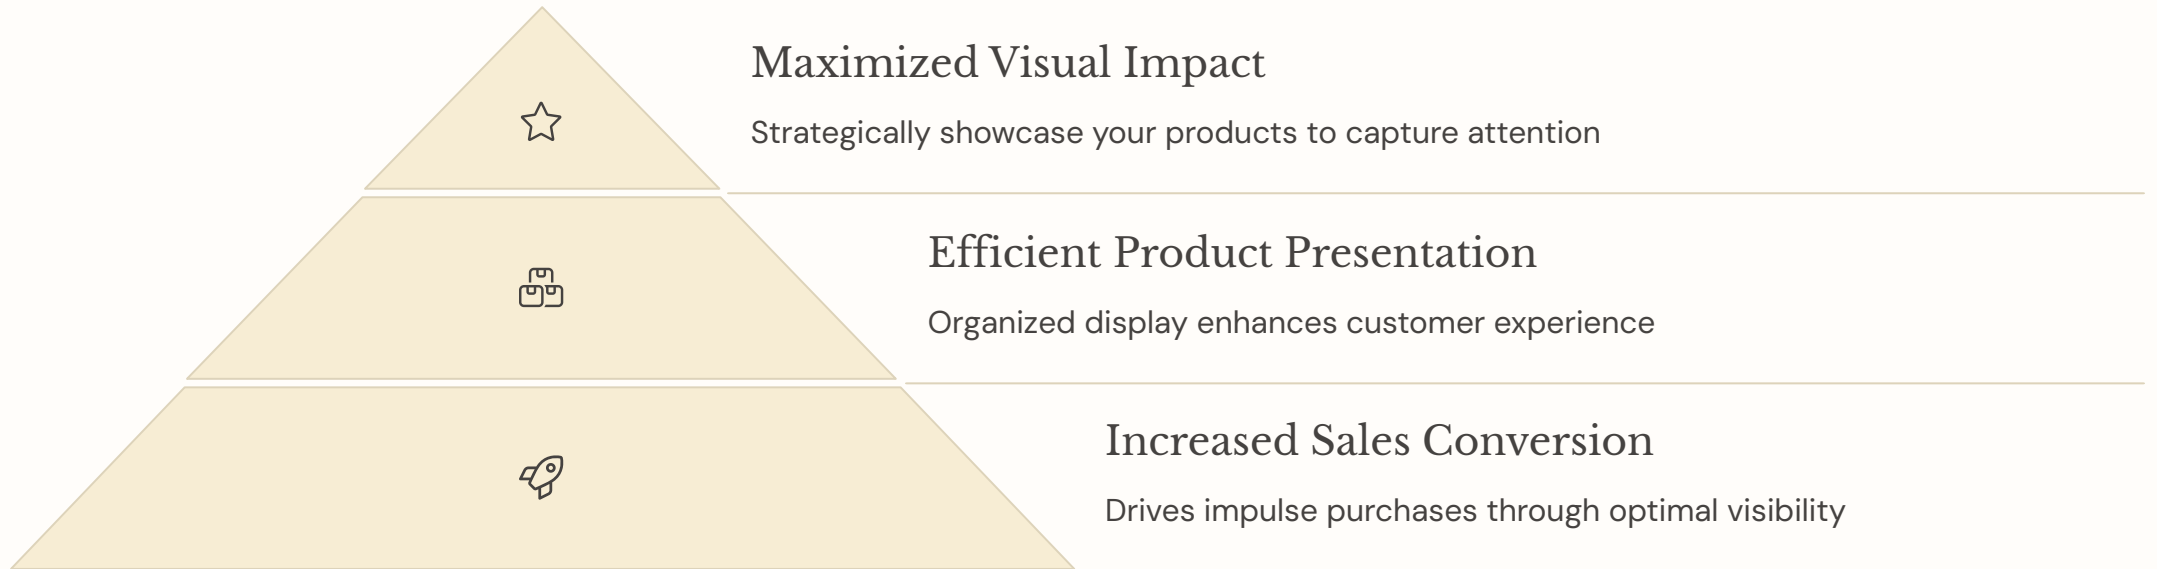 Maximized Visual Impact
Strategically showcase your products to capture attention
Efficient Product Presentation
Organized display enhances customer experience
Increased Sales Conversion
Drives impulse purchases through optimal visibility